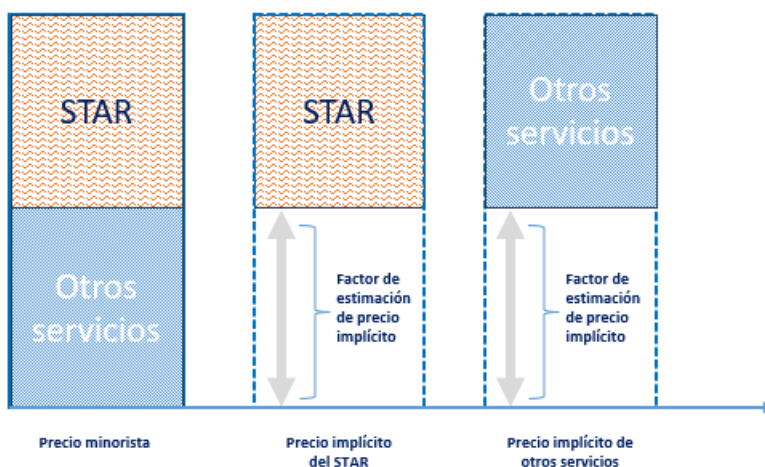 STAR
Otros
servicios
STAR
Factor de
estimación
de precio
implícito
Otros
servicios
Factor de
estimación
de precio
implícito
Precio minorista
Precio implícito
del STAR
Precio implícito de
otros servicios